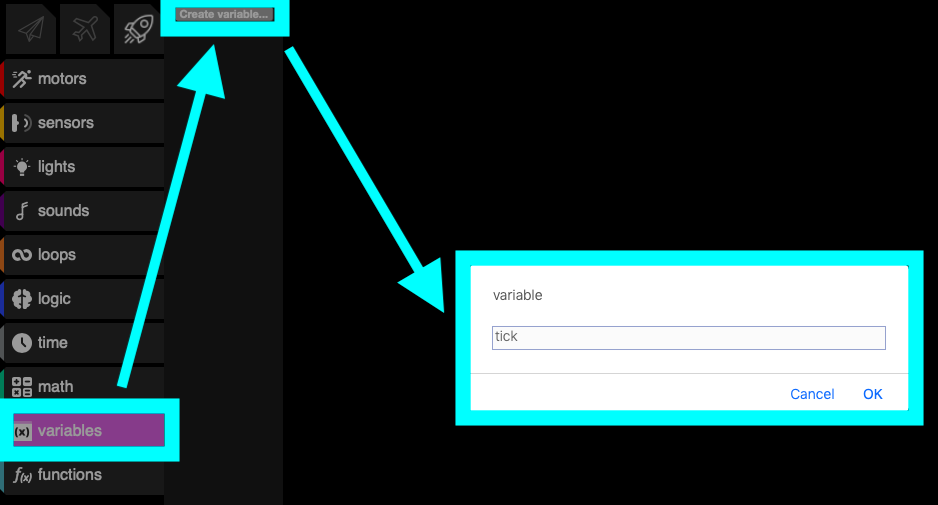 Create variable...
motors
sensors
lights
sounds
loops
logic
time
math
(x) variables
f(x) functions
variable
tick
Cancel OK